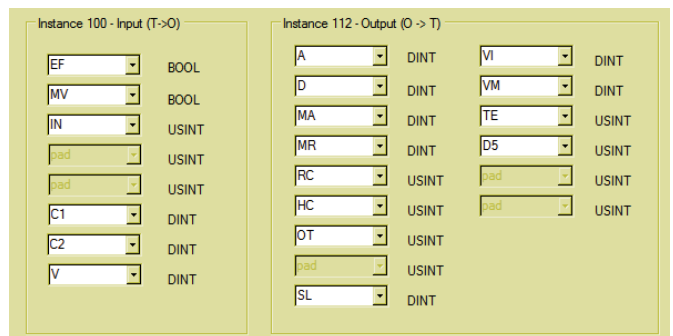 Instance 100 - Input (T->O)
EF BOOL
MV BOOL
IN USINT
pad USINT
pad USINT
C1 DINT
C2 DINT
V DINT
Instance 112 - Output (O -> T)
A DINT
D DINT
MA DINT
MR DINT
RC USINT
HC USINT
OT USINT
pad USINT
SL DINT
VI DINT
VM DINT
TE USINT
D5 USINT
pad USINT
pad USINT